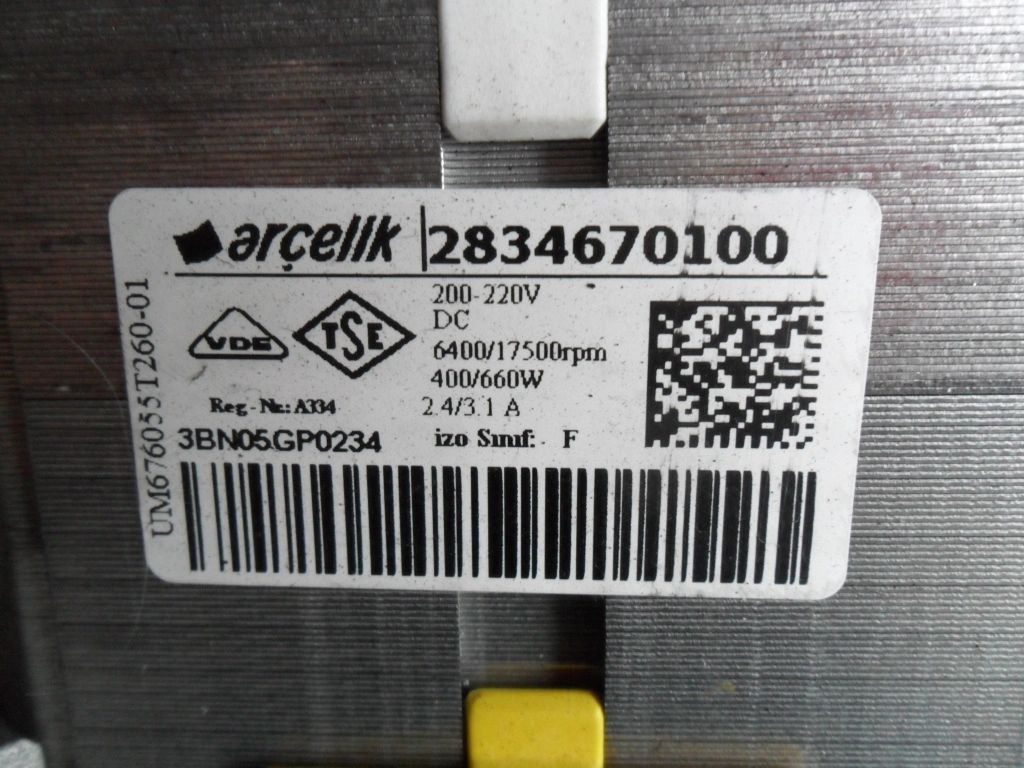 arçelik 2834670100
200-220V
DC
6400/17500rpm
400/660W
2.4/3.1 A
izo Sınıf: F
VDE
TSE
Reg.-Nr.: A334
3BN05GP0234
UM676055T260-01